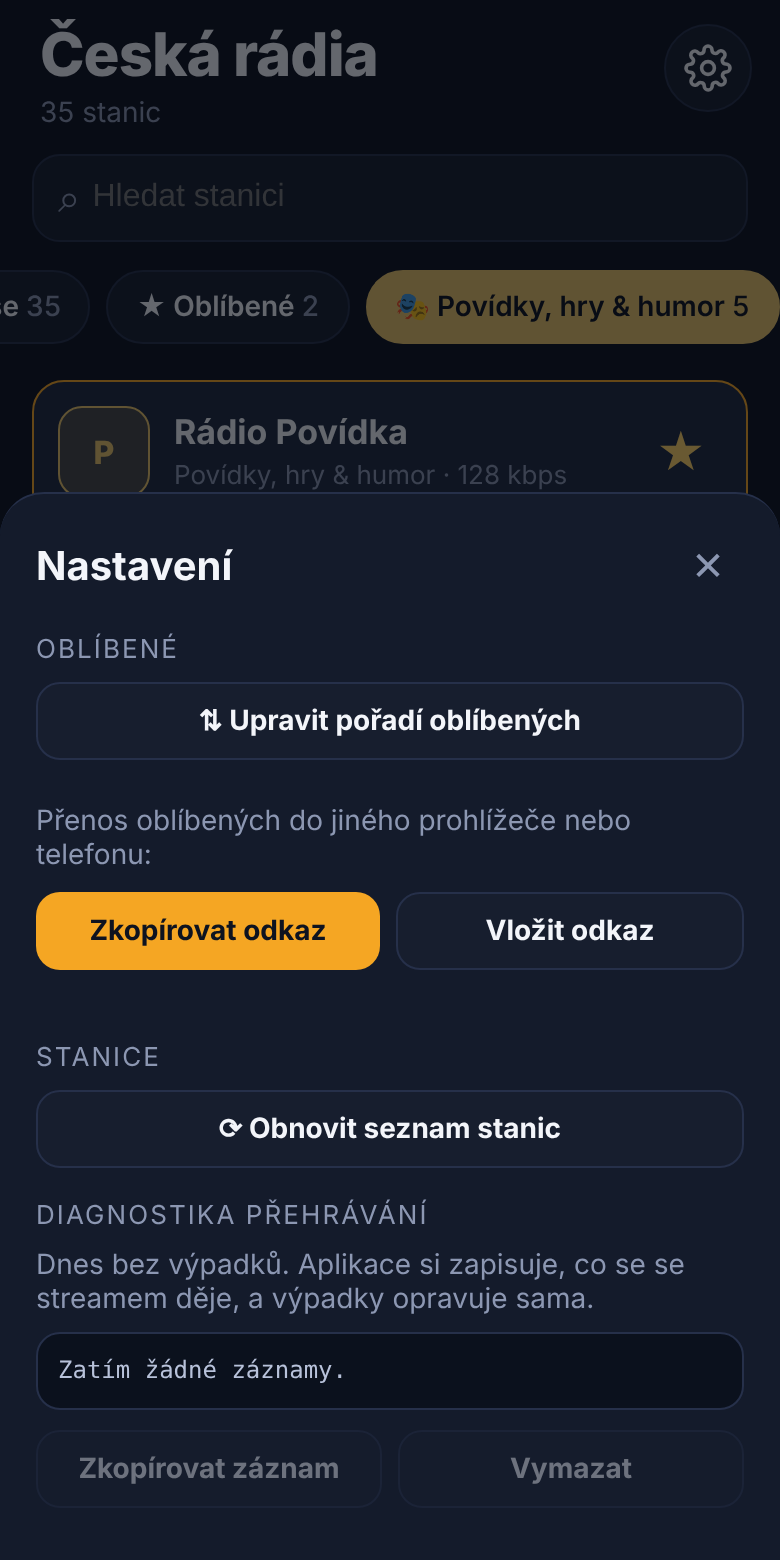 Česká rádia
35 stanic
Hledat stanici
se 35
★ Oblíbené 2
🎭 Povídky, hry & humor 5
P
Rádio Povídka
Povídky, hry & humor · 128 kbps
★
Nastavení
✕
OBLÍBENÉ
⇅ Upravit pořadí oblíbených
Přenos oblíbených do jiného prohlížeče nebo
telefonu:
Zkopírovat odkaz
Vložit odkaz
STANICE
⟳ Obnovit seznam stanic
DIAGNOSTIKA PŘEHRÁVÁNÍ
Dnes bez výpadků. Aplikace si zapisuje, co se se
streamem děje, a výpadky opravuje sama.
Zatím žádné záznamy.
Zkopírovat záznam
Vymazat